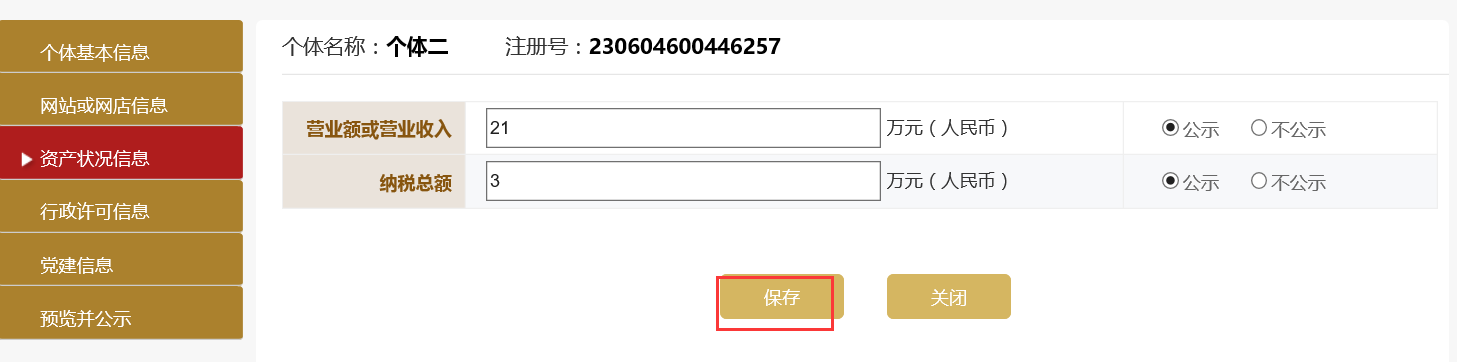 个体基本信息
网站或网店信息
资产状况信息
行政许可信息
党建信息
预览并公示
个体名称：个体二 注册号：230604600446257
营业额或营业收入 21 万元（人民币） 公示 不公示
纳税总额 3 万元（人民币） 公示 不公示
保存 关闭